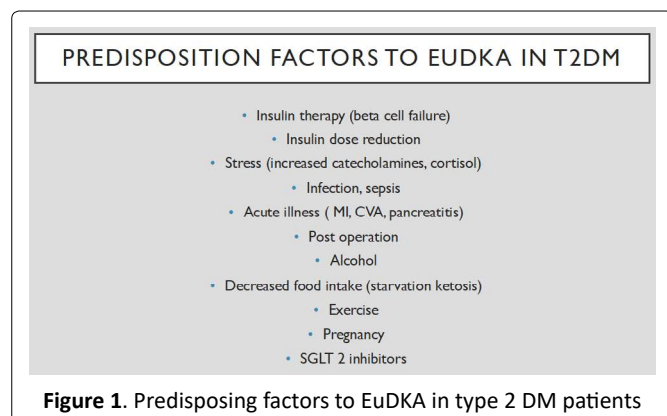 PREDISPOSITION FACTORS TO EUDKA IN T2DM
• Insulin therapy (beta cell failure)
• Insulin dose reduction
• Stress (increased catecholamines, cortisol)
• Infection, sepsis
• Acute illness ( MI, CVA, pancreatitis)
• Post operation
• Alcohol
• Decreased food intake (starvation ketosis)
• Exercise
• Pregnancy
• SGLT 2 inhibitors
Figure 1. Predisposing factors to EuDKA in type 2 DM patients